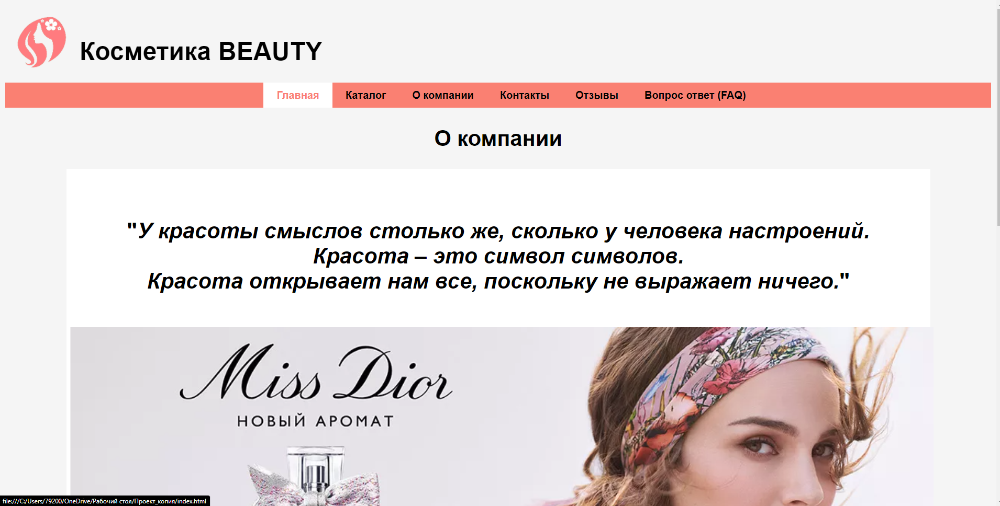 Косметика BEAUTY
Главная Каталог О компании Контакты Отзывы Вопрос ответ (FAQ)
О компании
"У красоты смыслов столько же, сколько у человека настроений.
Красота – это символ символов.
Красота открывает нам все, поскольку не выражает ничего."
Miss Dior
НОВЫЙ АРОМАТ
file:///C:/Users/79200/OneDrive/Рабочий стол/Проект_копия/index.html